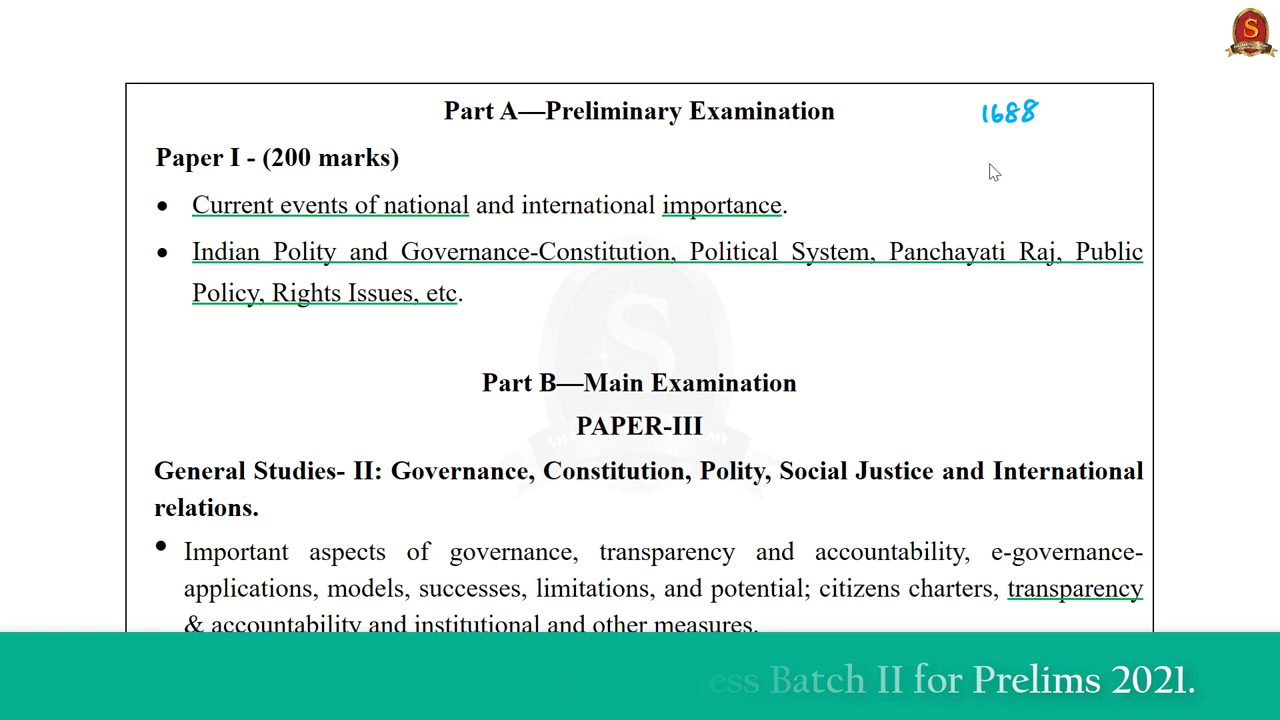 Part A—Preliminary Examination 1688
Paper I - (200 marks)
• Current events of national and international importance.
• Indian Polity and Governance-Constitution, Political System, Panchayati Raj, Public
Policy, Rights Issues, etc.
Part B—Main Examination
PAPER-III
General Studies- II: Governance, Constitution, Polity, Social Justice and International
relations.
• Important aspects of governance, transparency and accountability, e-governance-
applications, models, successes, limitations, and potential; citizens charters, transparency
& accountability and institutional and other measures.
Batch II for Prelims 2021.